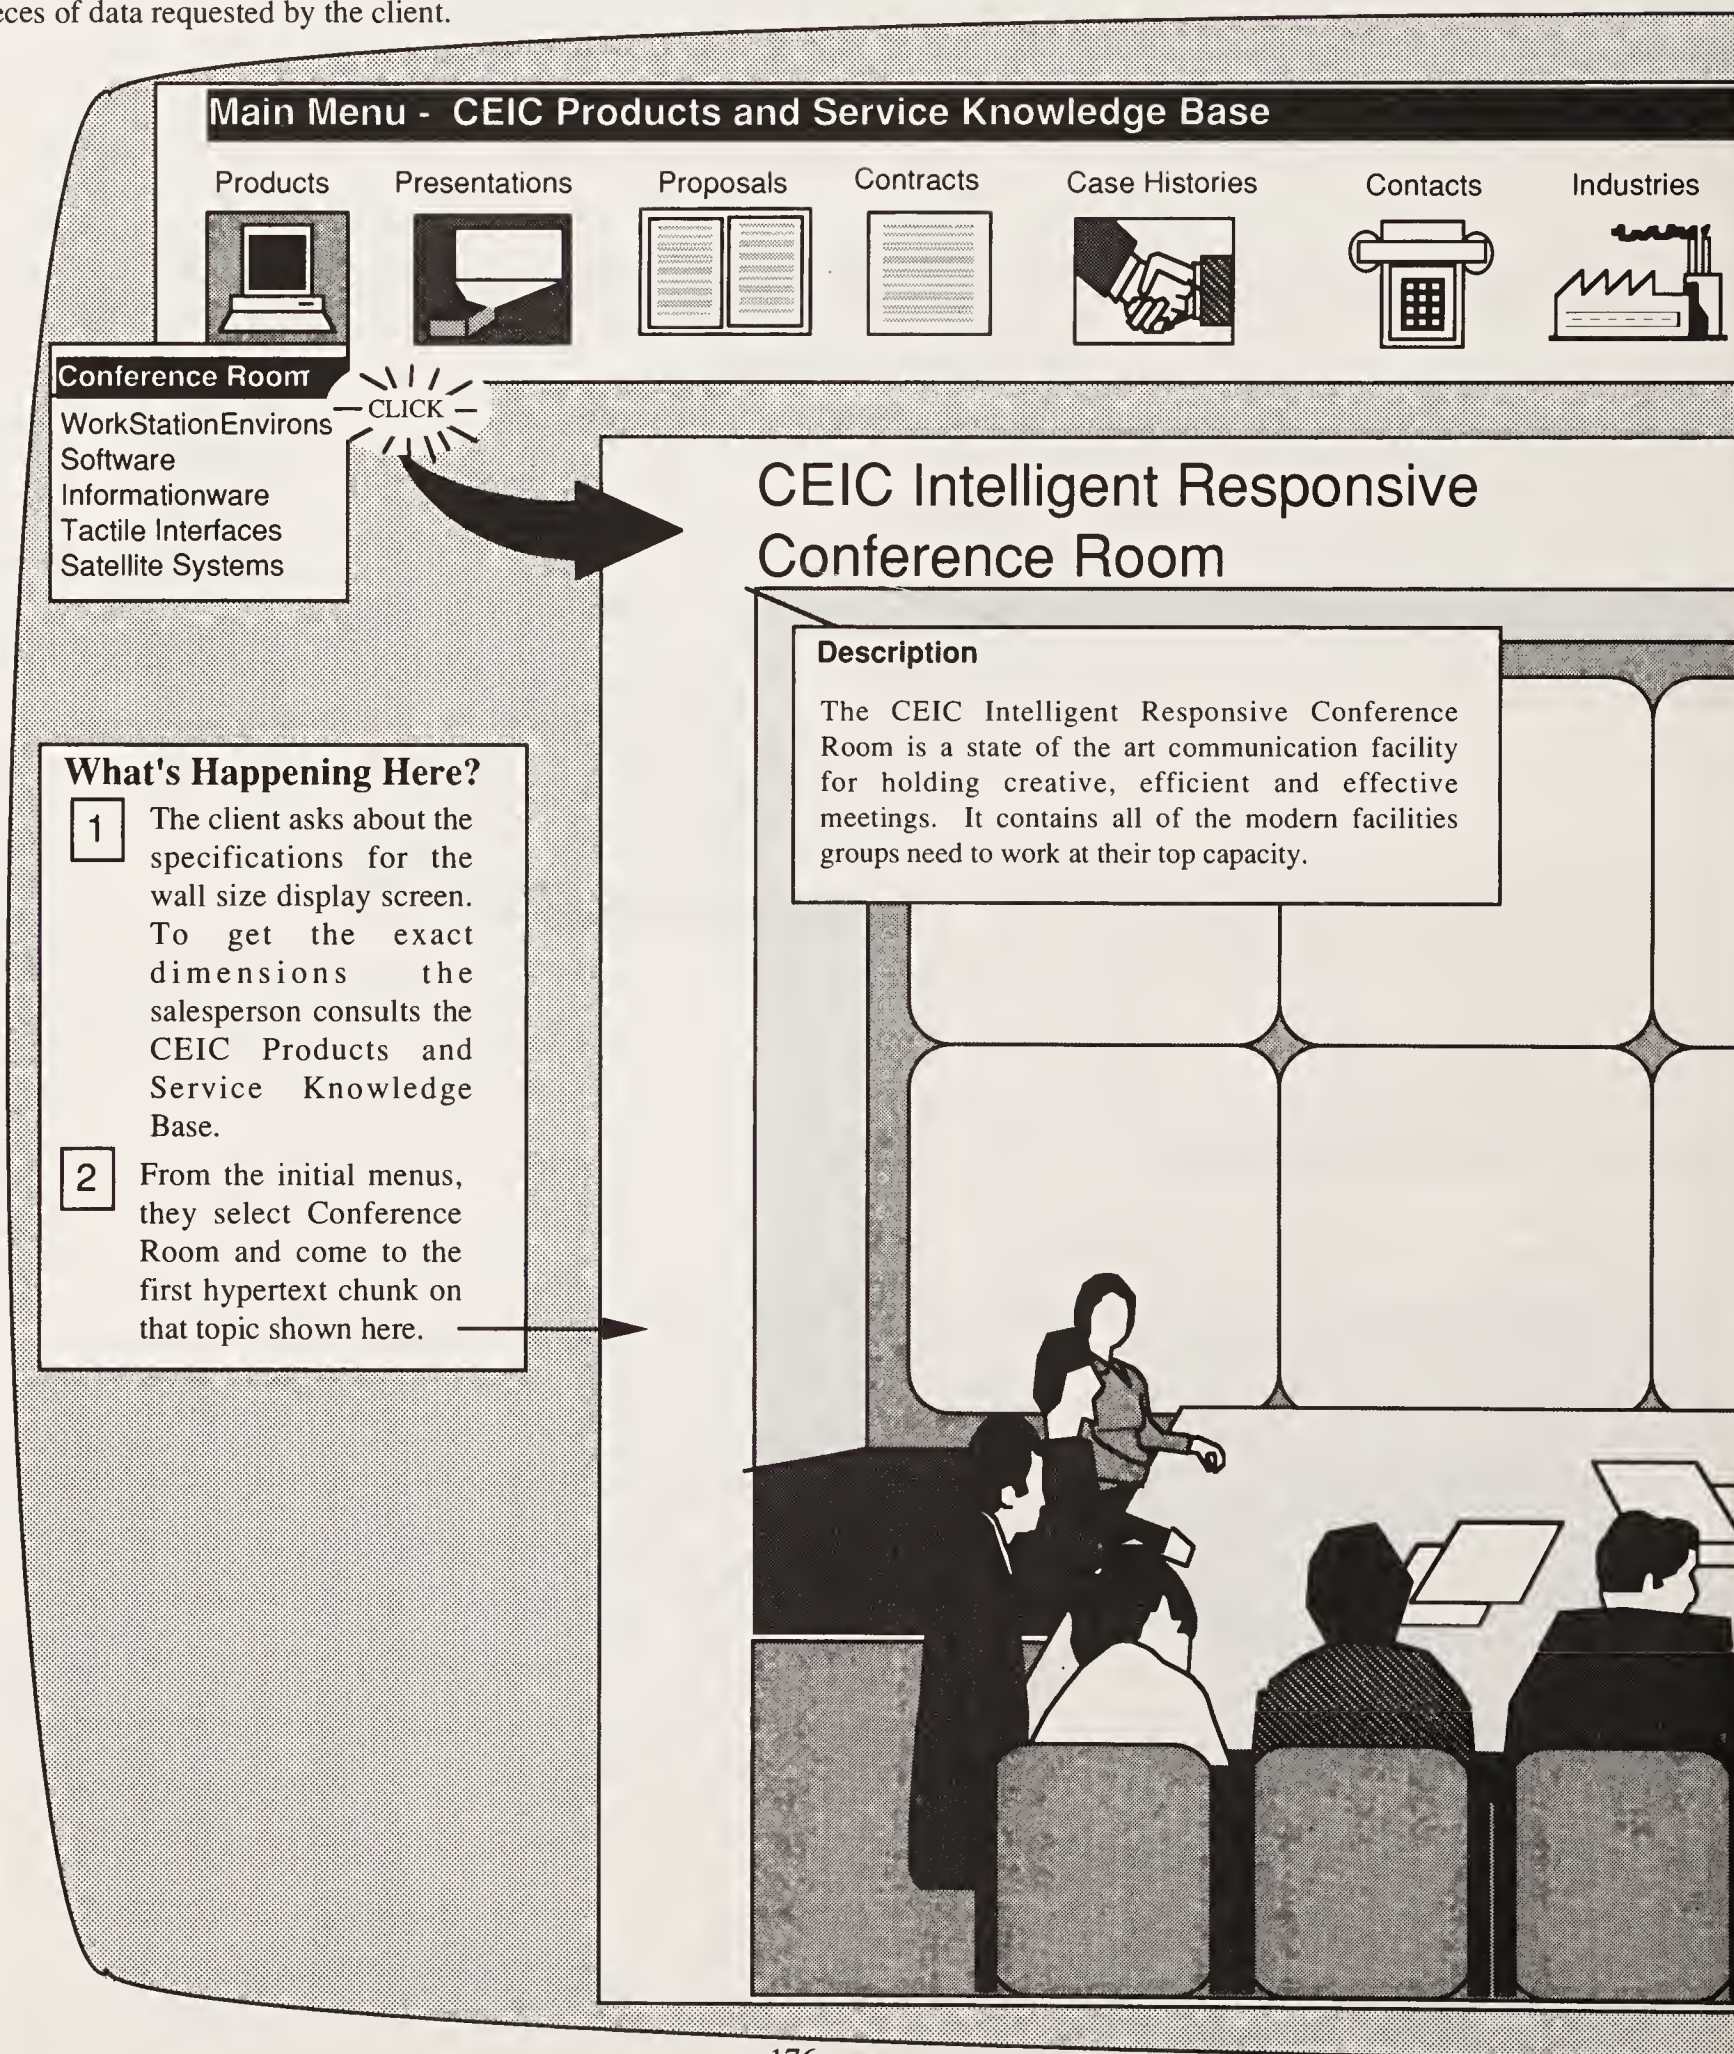 of data requested by the client.
Main Menu - CEIC Products and Service Knowledge Base
Products Presentations Proposals Contracts Case Histories Contacts Industries
Conference Room
CLICK
WorkStationEnvirons
Software
Informationware
Tactile Interfaces
Satellite Systems
CEIC Intelligent Responsive
Conference Room
Description
The CEIC Intelligent Responsive Conference
Room is a state of the art communication facility
for holding creative, efficient and effective
meetings. It contains all of the modern facilities
groups need to work at their top capacity.
What's Happening Here?
1 The client asks about the
specifications for the
wall size display screen.
To get the exact
dimensions the
salesperson consults the
CEIC Products and
Service Knowledge
Base.
2 From the initial menus,
they select Conference
Room and come to the
first hypertext chunk on
that topic shown here.